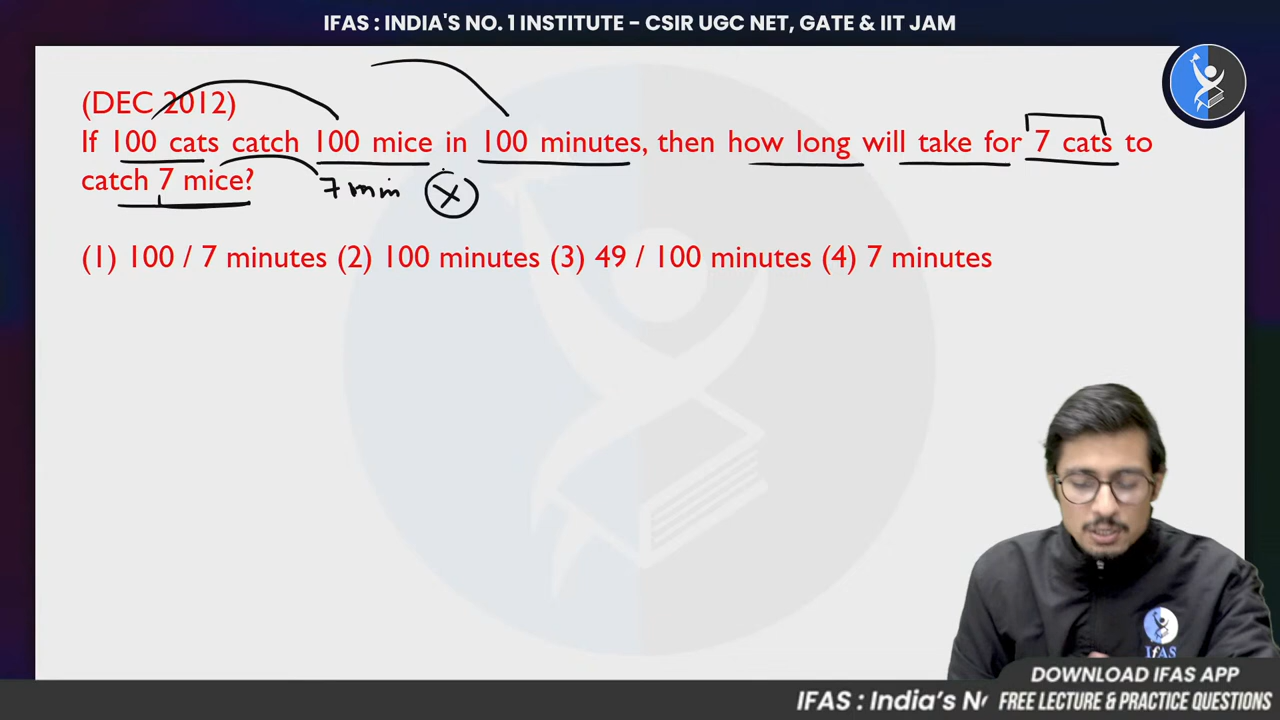 IFAS : INDIA'S NO. 1 INSTITUTE – CSIR UGC NET, GATE & IIT JAM
(DEC 2012)
If 100 cats catch 100 mice in 100 minutes, then how long will take for 7 cats to
catch 7 mice?
7 min X
(1) 100 / 7 minutes (2) 100 minutes (3) 49 / 100 minutes (4) 7 minutes
IFAS
DOWNLOAD IFAS APP
IFAS : India's N
FREE LECTURE & PRACTICE QUESTIONS